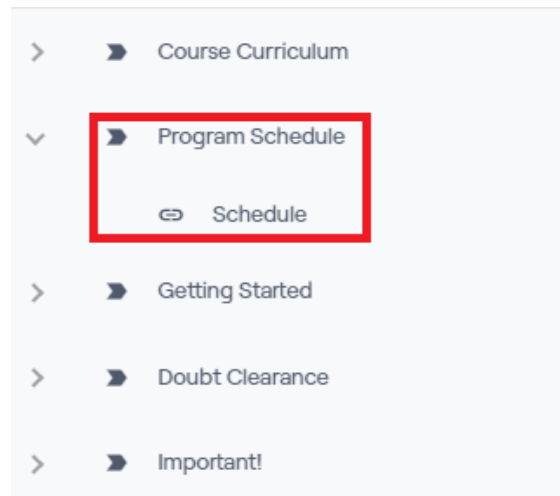 Course Curriculum
Program Schedule
Schedule
Getting Started
Doubt Clearance
Important!